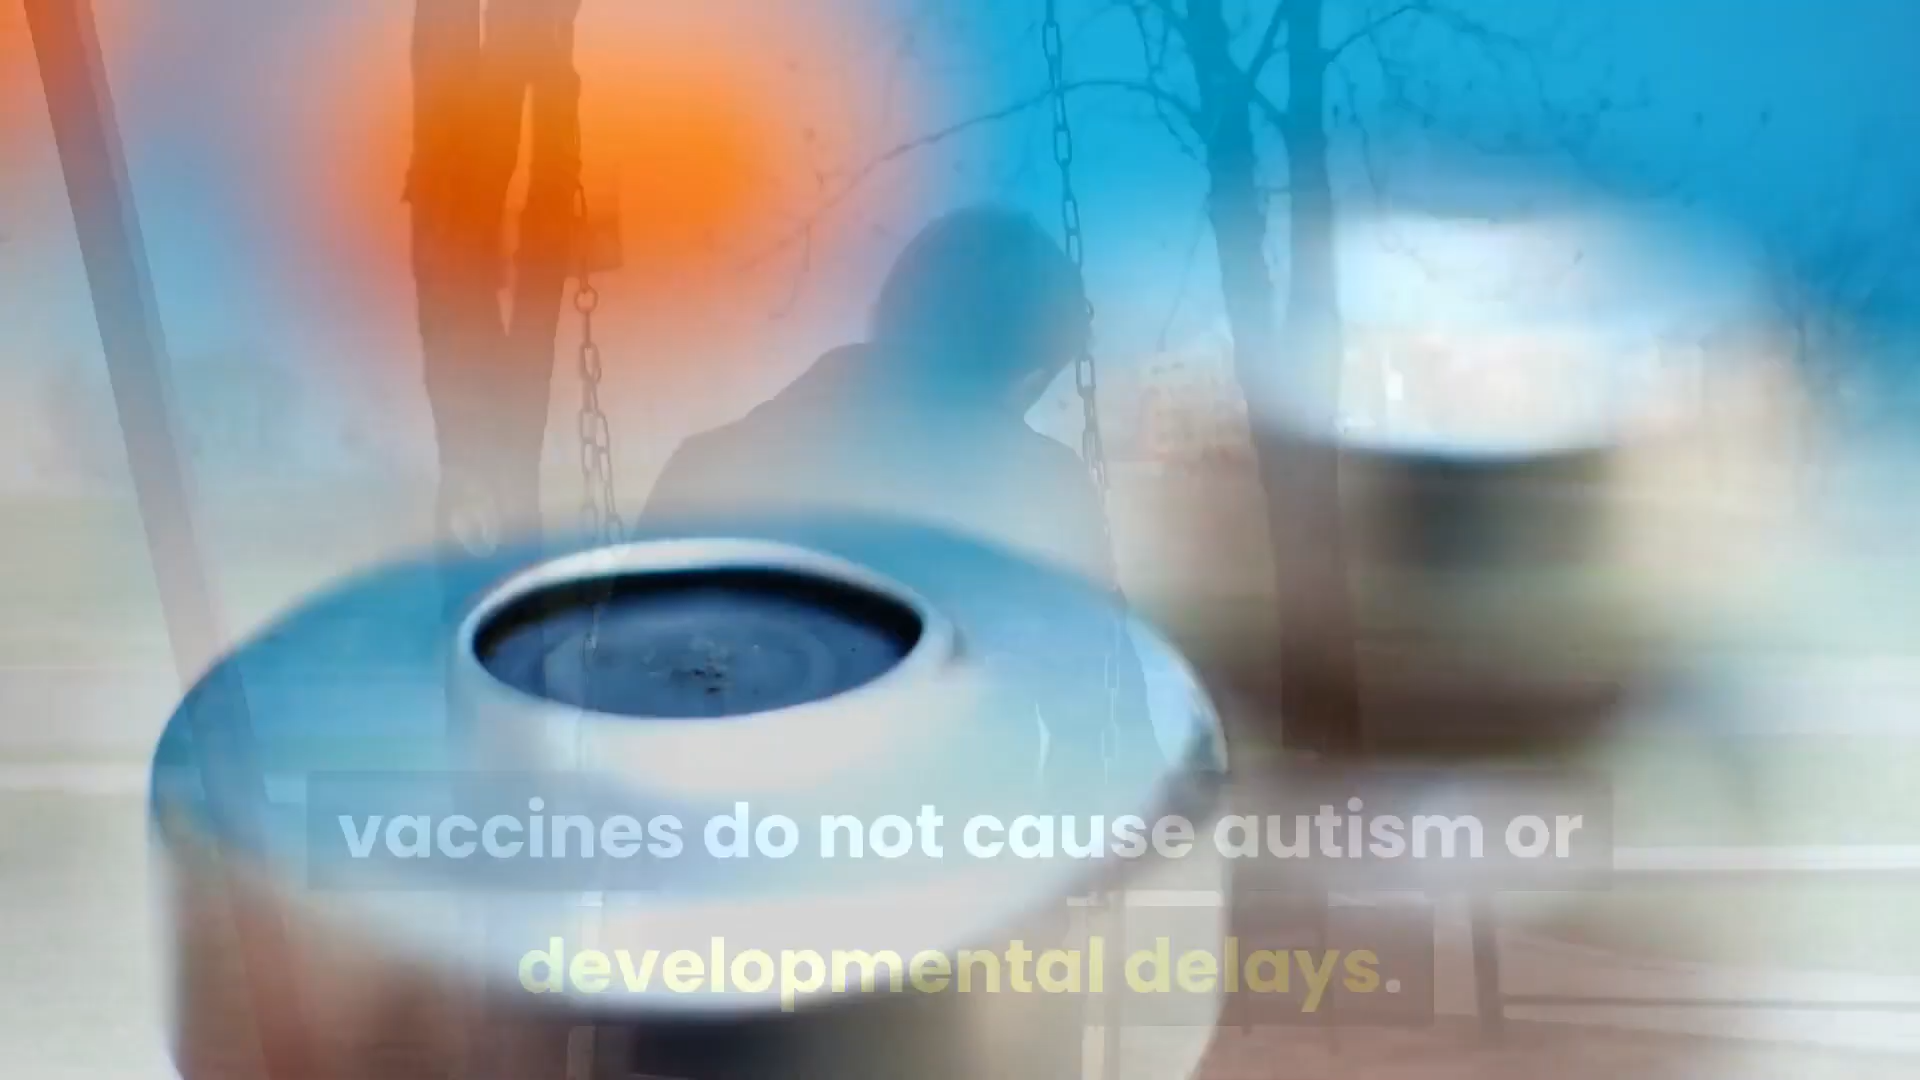 vaccines do not cause autism or
developmental delays.